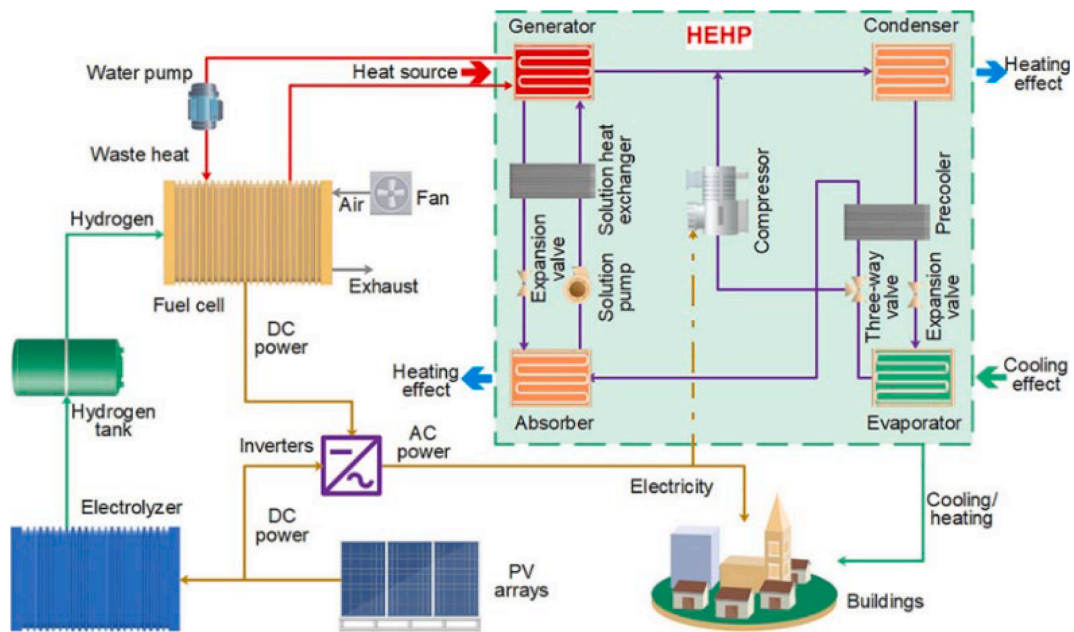 Generator
HEHP
Condenser
Water pump
Heat source
Heating
effect
Waste heat
Solution heat
exchanger
Compressor
Precooler
Air
Fan
Hydrogen
Expansion
valve
Solution
pump
Three-way
valve
Expansion
valve
Exhaust
Fuel cell
DC
power
Heating
effect
Cooling
effect
Hydrogen
tank
Absorber
Evaporator
Inverters
AC
power
Electrolyzer
DC
power
Electricity
Cooling/
heating
PV
arrays
Buildings